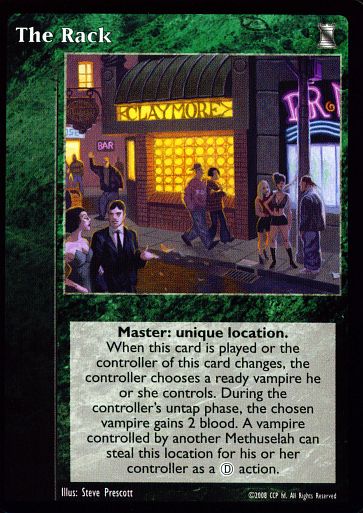 The Rack
CLAYMORE
BAR
DR
Master: unique location.
When this card is played or the
controller of this card changes, the
controller chooses a ready vampire he
or she controls. During the
controller's untap phase, the chosen
vampire gains 2 blood. A vampire
controlled by another Methuselah can
steal this location for his or her
controller as a Ⓓ action.
Illus: Steve Prescott
©2008 CCP hf. All Rights Reserved